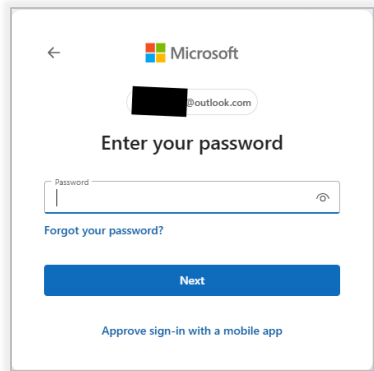 Microsoft
@outlook.com
Enter your password
Password
Forgot your password?
Next
Approve sign-in with a mobile app